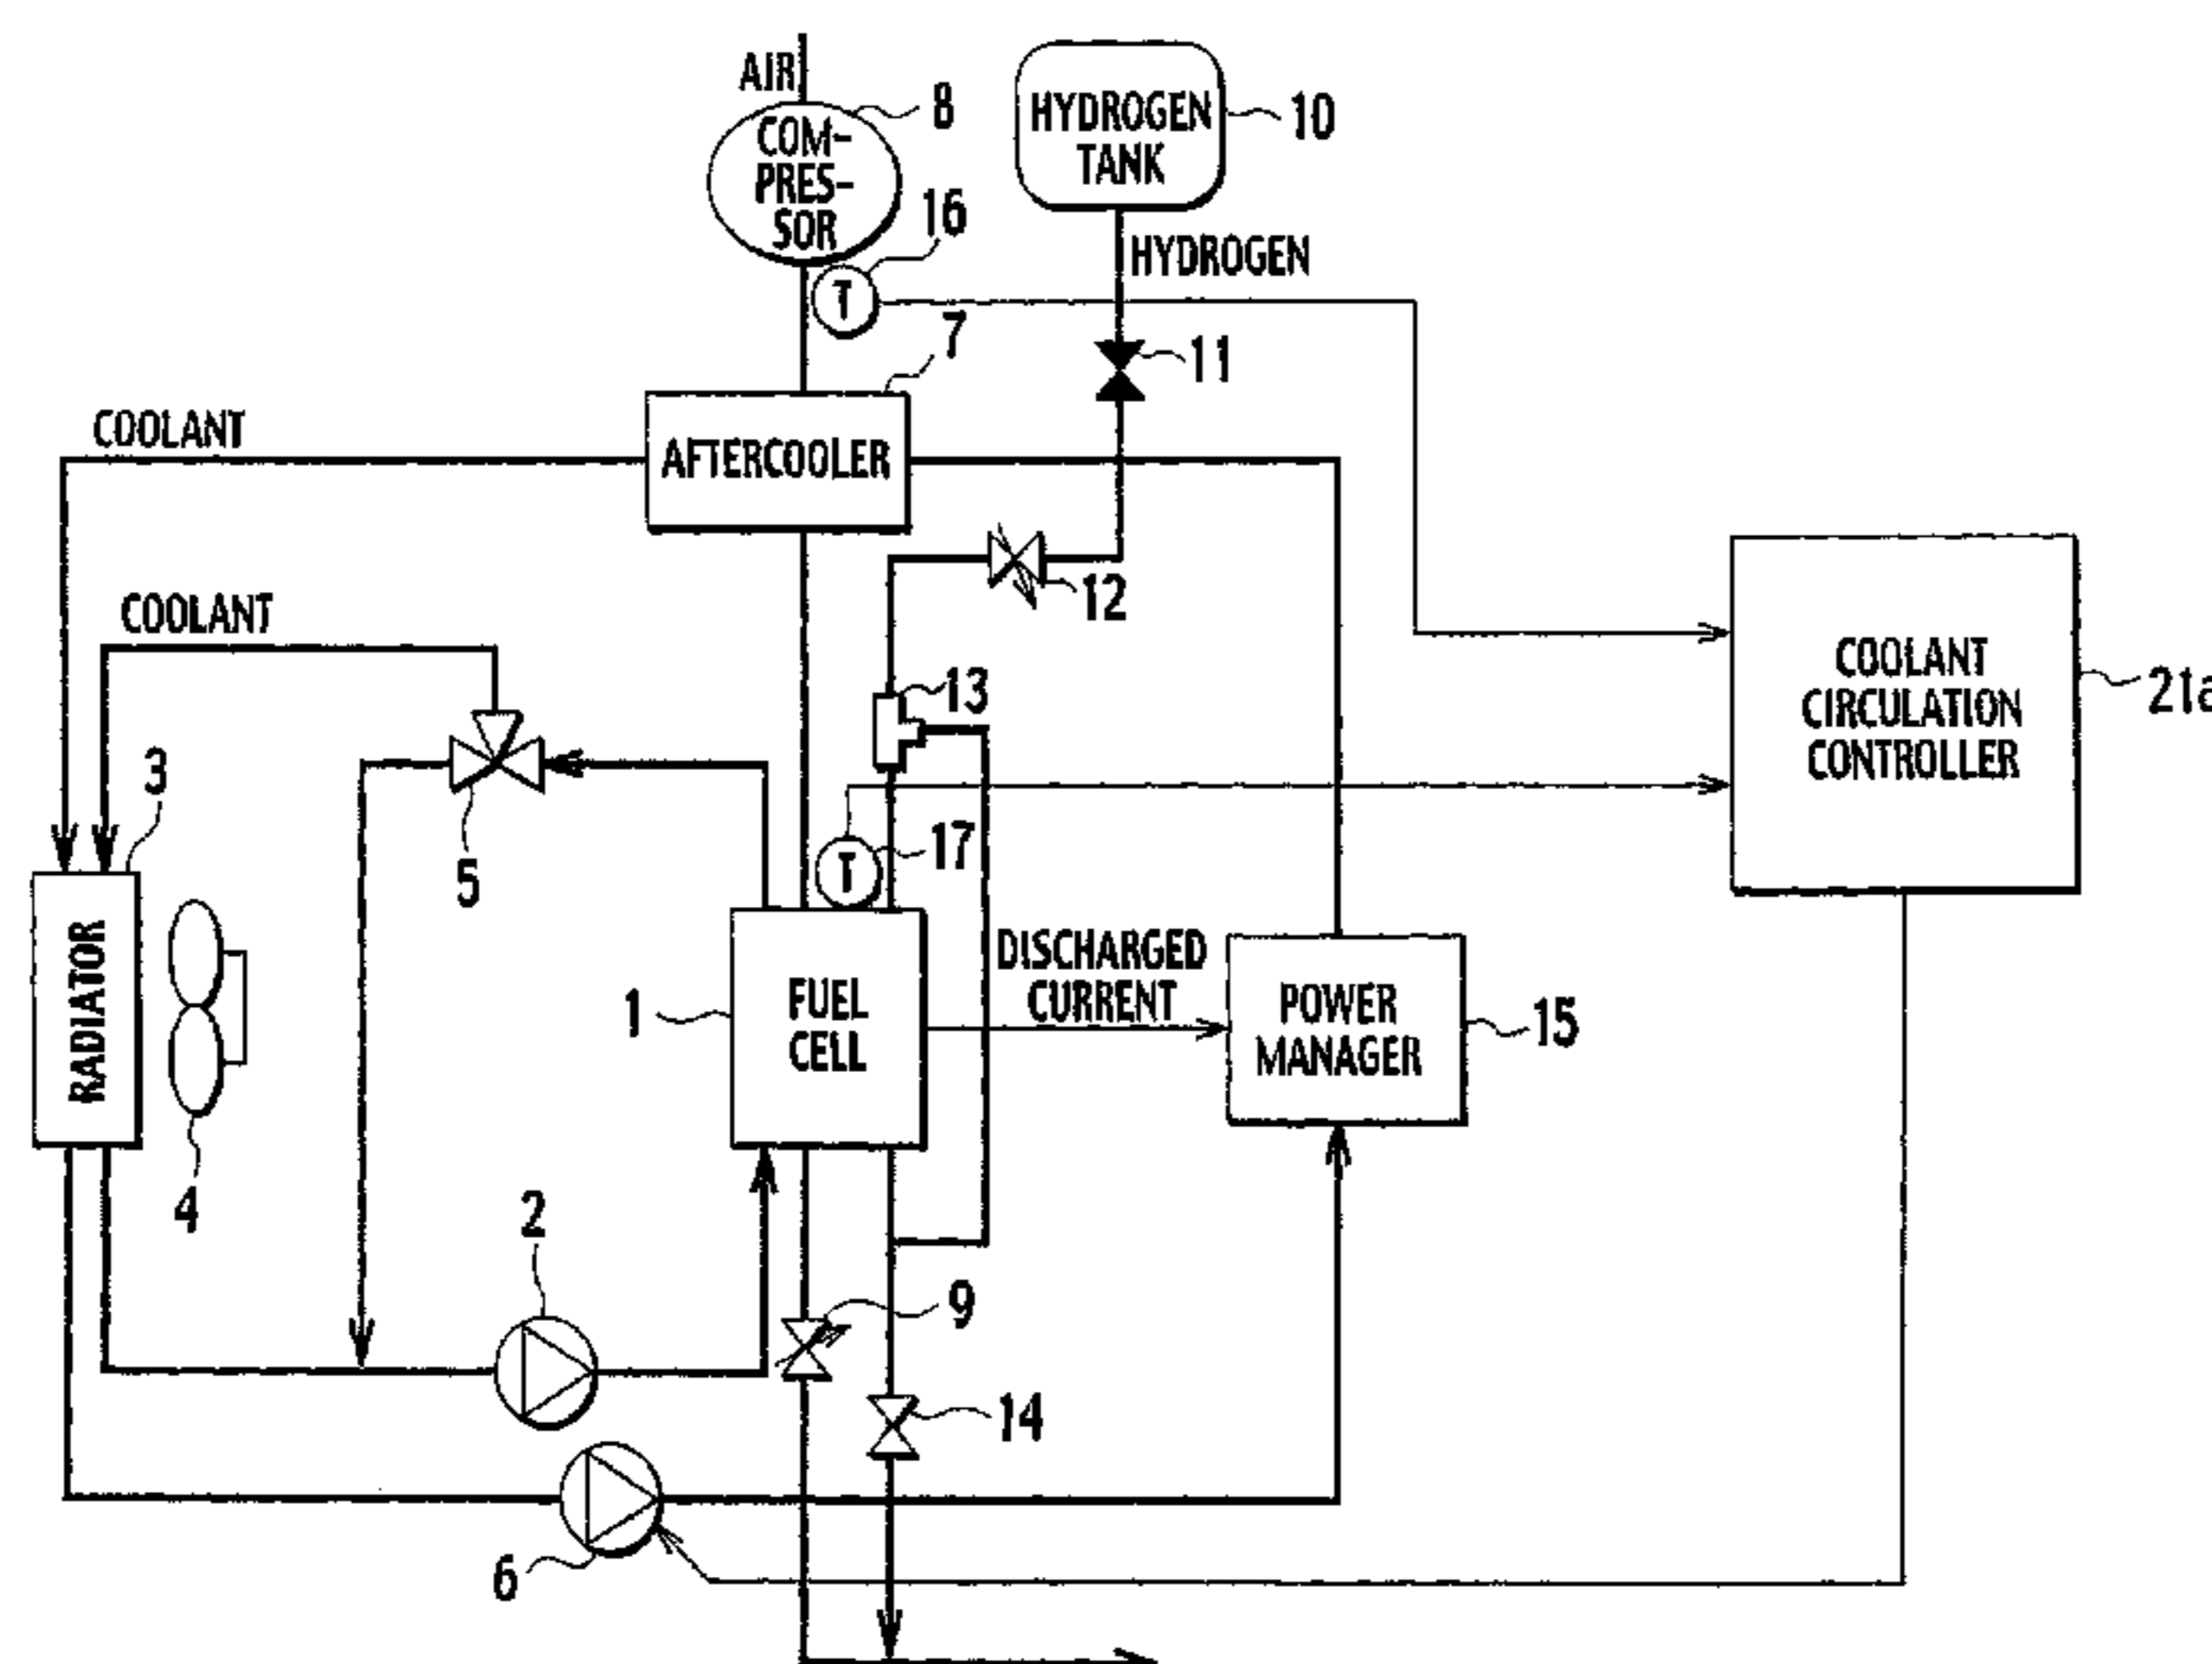 AIR
COM-
PRES-
SOR
8
HYDROGEN
TANK
10
16
T
HYDROGEN
7
11
COOLANT
AFTERCOOLER
12
COOLANT
13
COOLANT
CIRCULATION
CONTROLLER
21a
3
5
17
T
RADIATOR
1
FUEL
CELL
DISCHARGED
CURRENT
POWER
MANAGER
15
4
2
9
14
6